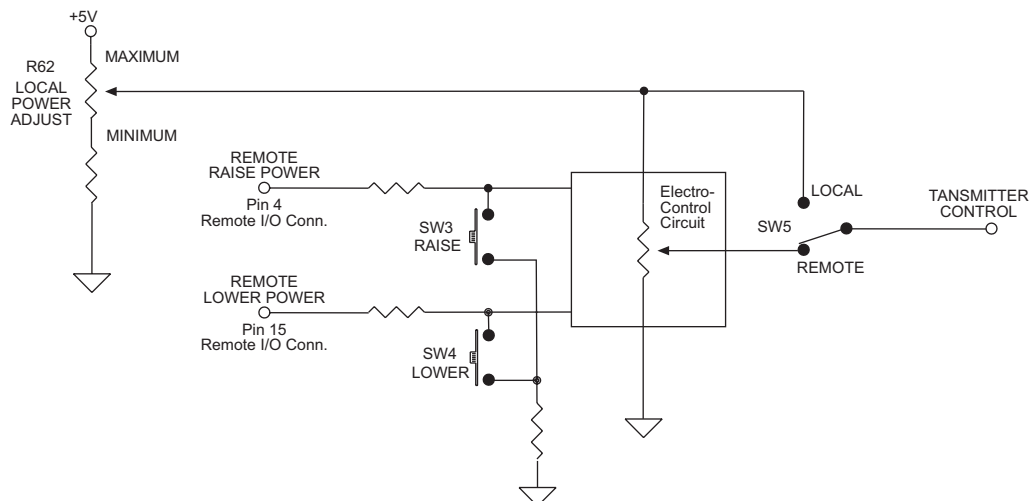 +5V
R62
LOCAL
POWER
ADJUST
MAXIMUM
MINIMUM
REMOTE
RAISE POWER
Pin 4
Remote I/O Conn.
SW3
RAISE
REMOTE
LOWER POWER
Pin 15
Remote I/O Conn.
SW4
LOWER
Electro-
Control
Circuit
LOCAL
SW5
REMOTE
TANSMITTER
CONTROL